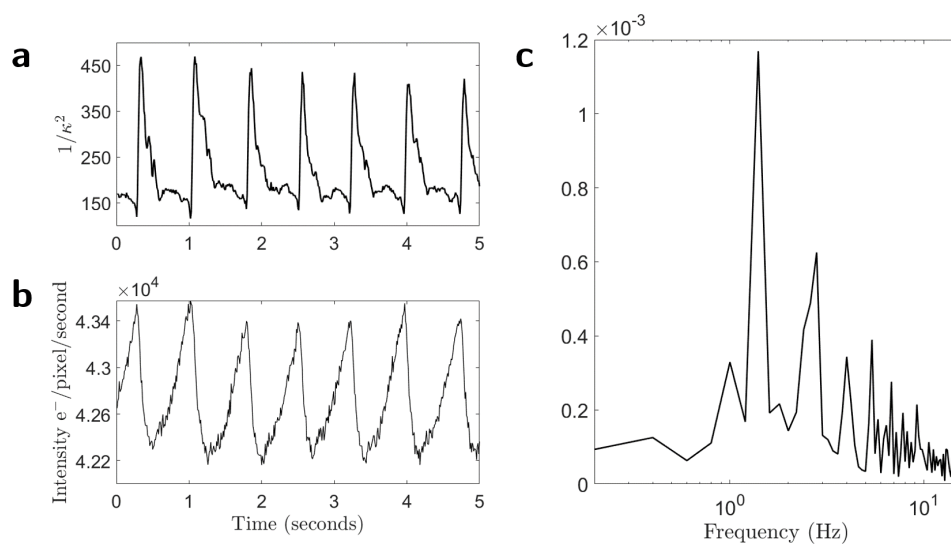 a
1/κ²
450
350
250
150
0 1 2 3 4 5
b
×10⁴
Intensity e⁻/pixel/second
4.34
4.3
4.26
4.22
0 1 2 3 4 5
Time (seconds)
c
×10⁻³
1.2
1
0.8
0.6
0.4
0.2
0
10⁰ 10¹
Frequency (Hz)